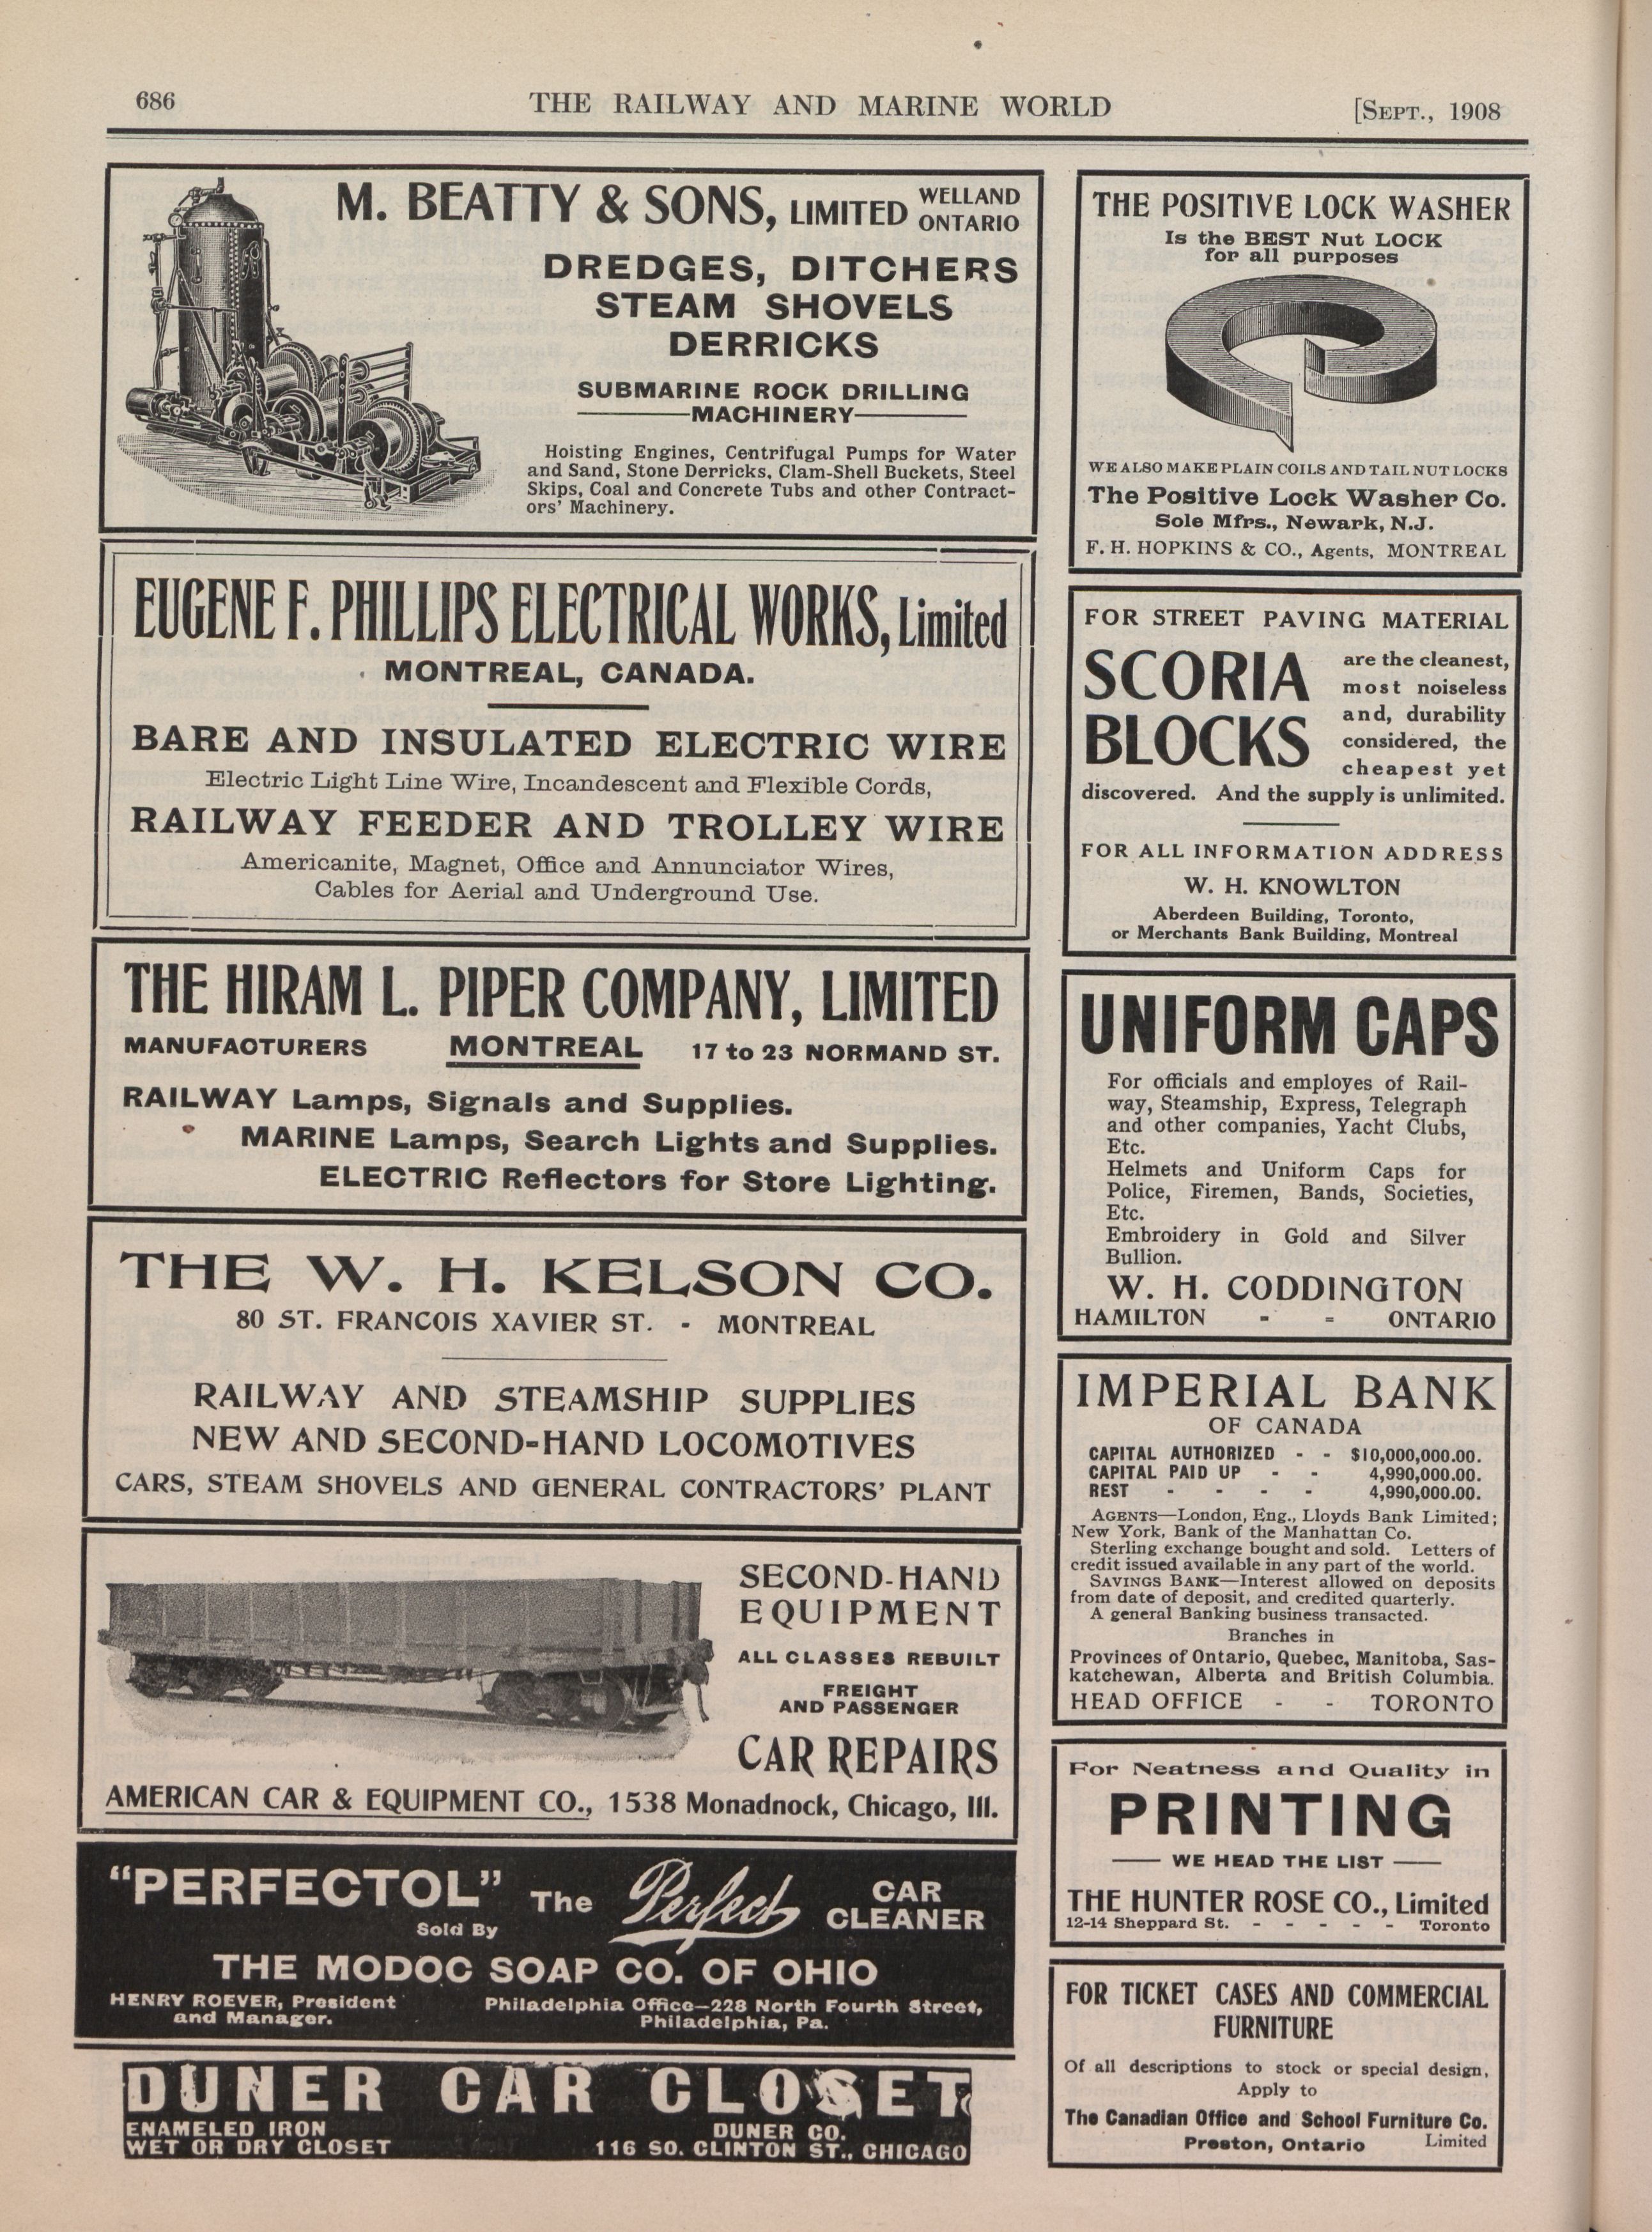 686
THE RAILWAY AND MARINE WORLD
[SEPT., 1908
M. BEATTY & SONS, LIMITED WELLAND ONTARIO
DREDGES, DITCHERS
STEAM SHOVELS
DERRICKS
SUBMARINE ROCK DRILLING
MACHINERY
Hoisting Engines, Centrifugal Pumps for Water
and Sand, Stone Derricks, Clam-Shell Buckets, Steel
Skips, Coal and Concrete Tubs and other Contract-
ors' Machinery.
EUGENE F. PHILLIPS ELECTRICAL WORKS, Limited
MONTREAL, CANADA.
BARE AND INSULATED ELECTRIC WIRE
Electric Light Line Wire, Incandescent and Flexible Cords,
RAILWAY FEEDER AND TROLLEY WIRE
Americanite, Magnet, Office and Annunciator Wires,
Cables for Aerial and Underground Use.
THE HIRAM L. PIPER COMPANY, LIMITED
MANUFACTURERS MONTREAL 17 to 23 NORMAND ST.
RAILWAY Lamps, Signals and Supplies.
MARINE Lamps, Search Lights and Supplies.
ELECTRIC Reflectors for Store Lighting.
THE W. H. KELSON CO.
80 ST. FRANCOIS XAVIER ST. - MONTREAL
RAILWAY AND STEAMSHIP SUPPLIES
NEW AND SECOND-HAND LOCOMOTIVES
CARS, STEAM SHOVELS AND GENERAL CONTRACTORS' PLANT
SECOND-HAND
EQUIPMENT
ALL CLASSES REBUILT
FREIGHT
AND PASSENGER
CAR REPAIRS
AMERICAN CAR & EQUIPMENT CO., 1538 Monadnock, Chicago, Ill.
"PERFECTOL" The Perfect CAR CLEANER
Sold By
THE MODOC SOAP CO. OF OHIO
HENRY ROEVER, President
and Manager.
Philadelphia Office—228 North Fourth Street,
Philadelphia, Pa.
DUNER CAR CLOSET
ENAMELED IRON
WET OR DRY CLOSET
DUNER CO.
116 SO. CLINTON ST., CHICAGO
THE POSITIVE LOCK WASHER
Is the BEST Nut LOCK
for all purposes
WE ALSO MAKE PLAIN COILS AND TAIL NUT LOCKS
The Positive Lock Washer Co.
Sole Mfrs., Newark, N.J.
F. H. HOPKINS & CO., Agents, MONTREAL
FOR STREET PAVING MATERIAL
SCORIA
BLOCKS
are the cleanest,
most noiseless
and, durability
considered, the
cheapest yet
discovered. And the supply is unlimited.
FOR ALL INFORMATION ADDRESS
W. H. KNOWLTON
Aberdeen Building, Toronto,
or Merchants Bank Building, Montreal
UNIFORM CAPS
For officials and employes of Rail-
way, Steamship, Express, Telegraph
and other companies, Yacht Clubs,
Etc.
Helmets and Uniform Caps for
Police, Firemen, Bands, Societies,
Etc.
Embroidery in Gold and Silver
Bullion.
W. H. CODDINGTON
HAMILTON - - ONTARIO
IMPERIAL BANK
OF CANADA
CAPITAL AUTHORIZED - - $10,000,000.00.
CAPITAL PAID UP - - 4,990,000.00.
REST - - - - 4,990,000.00.
AGENTS—London, Eng., Lloyds Bank Limited;
New York, Bank of the Manhattan Co.
Sterling exchange bought and sold. Letters of
credit issued available in any part of the world.
SAVINGS BANK—Interest allowed on deposits
from date of deposit, and credited quarterly.
A general Banking business transacted.
Branches in
Provinces of Ontario, Quebec, Manitoba, Sas-
katchewan, Alberta and British Columbia.
HEAD OFFICE - - TORONTO
For Neatness and Quality in
PRINTING
WE HEAD THE LIST
THE HUNTER ROSE CO., Limited
12-14 Sheppard St. - - - - - Toronto
FOR TICKET CASES AND COMMERCIAL
FURNITURE
Of all descriptions to stock or special design,
Apply to
The Canadian Office and School Furniture Co.
Preston, Ontario Limited